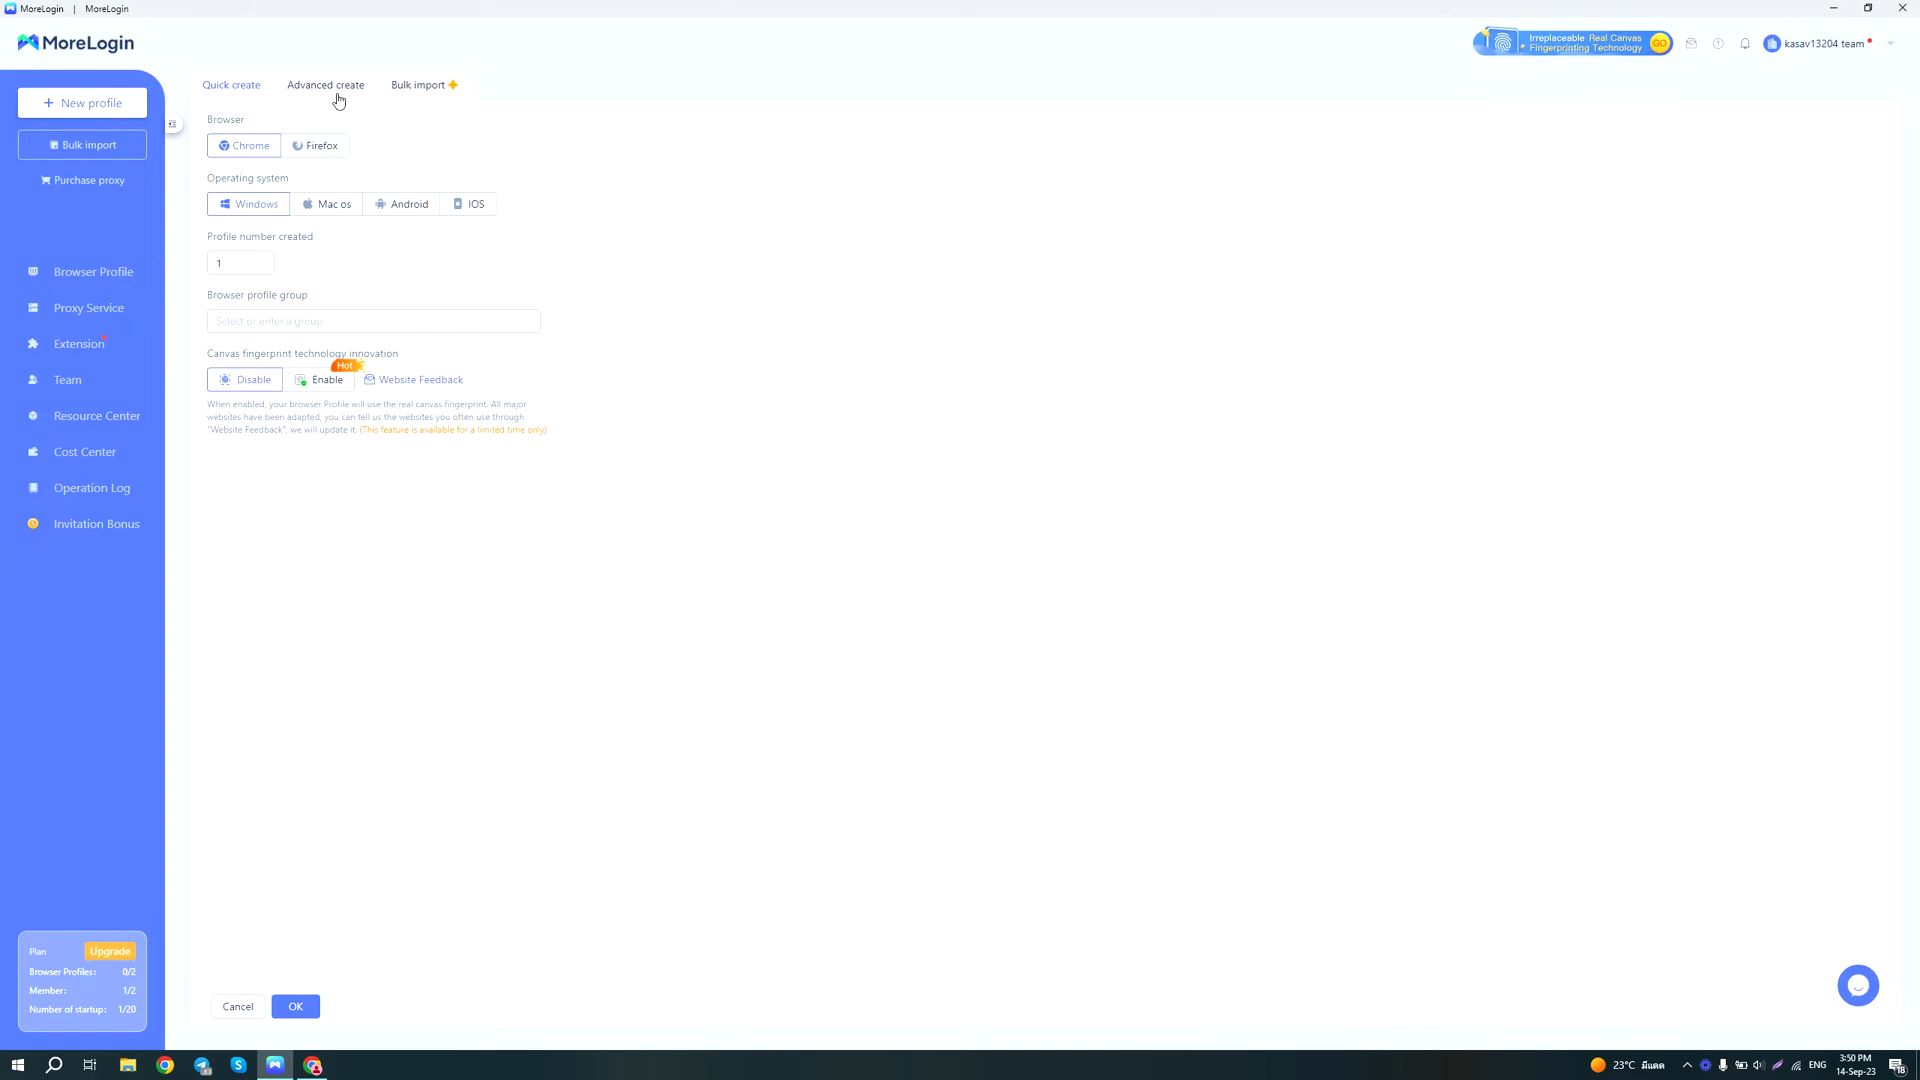 MoreLogin | MoreLogin
MoreLogin
Irreplaceable Real Canvas
Fingerprinting Technology
GO
kasav13204 team
New profile
Bulk import
Purchase proxy
Browser Profile
Proxy Service
Extension
Team
Resource Center
Cost Center
Operation Log
Invitation Bonus
Plan Upgrade
Browser Profiles: 0/2
Member: 1/2
Number of startup: 1/20
Quick create Advanced create Bulk import
Browser
Chrome Firefox
Operating system
Windows Mac os Android IOS
Profile number created
1
Browser profile group
Select or enter a group
Canvas fingerprint technology innovation
Hot
Disable Enable Website Feedback
When enabled, your browser Profile will use the real canvas fingerprint. All major
websites have been adapted, you can tell us the websites you often use through
"Website Feedback", we will update it. (This feature is available for a limited time only)
Cancel OK
23°C มีแดด ENG
3:50 PM
14-Sep-23